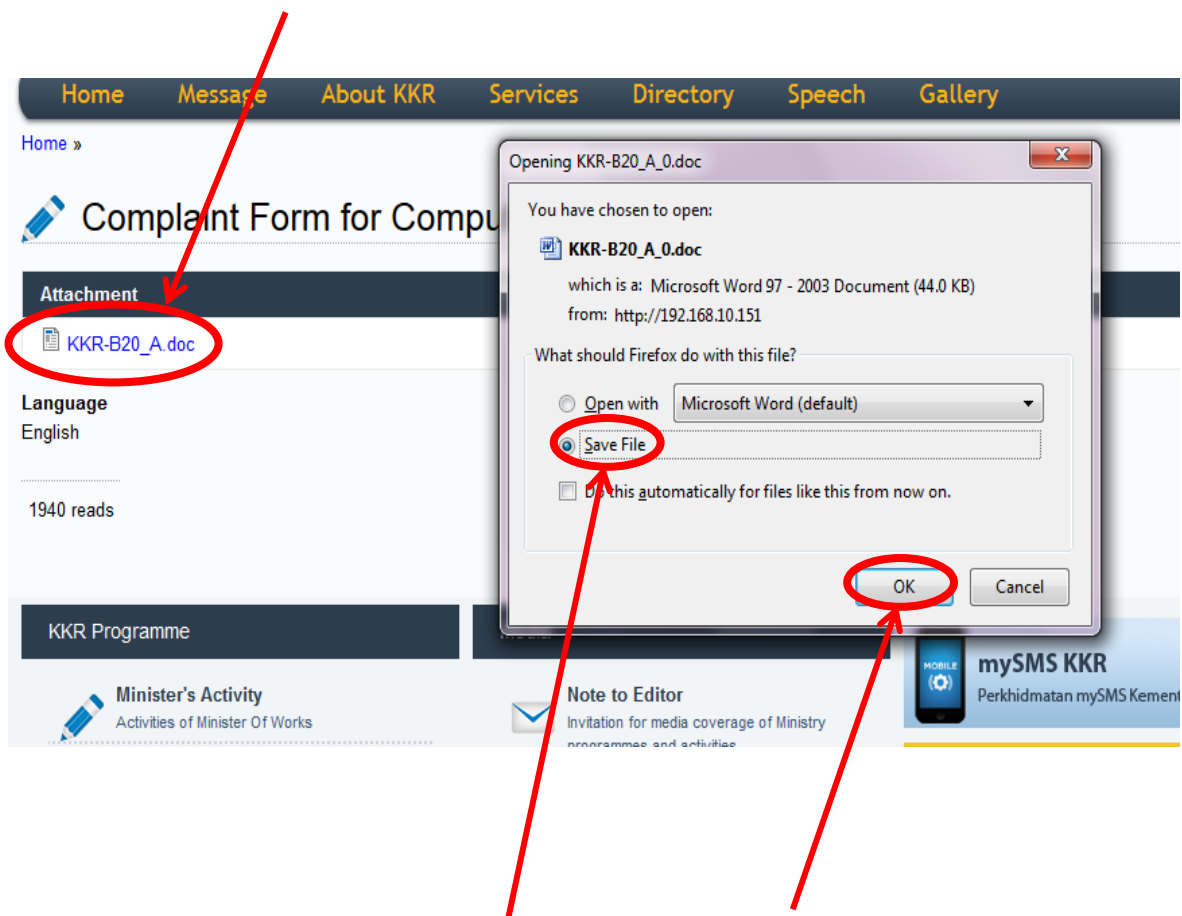 Home Message About KKR Services Directory Speech Gallery
Home »
Complaint Form for Compu
Attachment
KKR-B20_A.doc
Language
English
1940 reads
Opening KKR-B20_A_0.doc
You have chosen to open:
KKR-B20_A_0.doc
which is a: Microsoft Word 97 - 2003 Document (44.0 KB)
from: http://192.168.10.151
What should Firefox do with this file?
Open with Microsoft Word (default)
Save File
Do this automatically for files like this from now on.
OK Cancel
KKR Programme
Minister's Activity
Activities of Minister Of Works
Media
Note to Editor
Invitation for media coverage of Ministry
programmes and activities
MOBILE
mySMS KKR
Perkhidmatan mySMS Kement